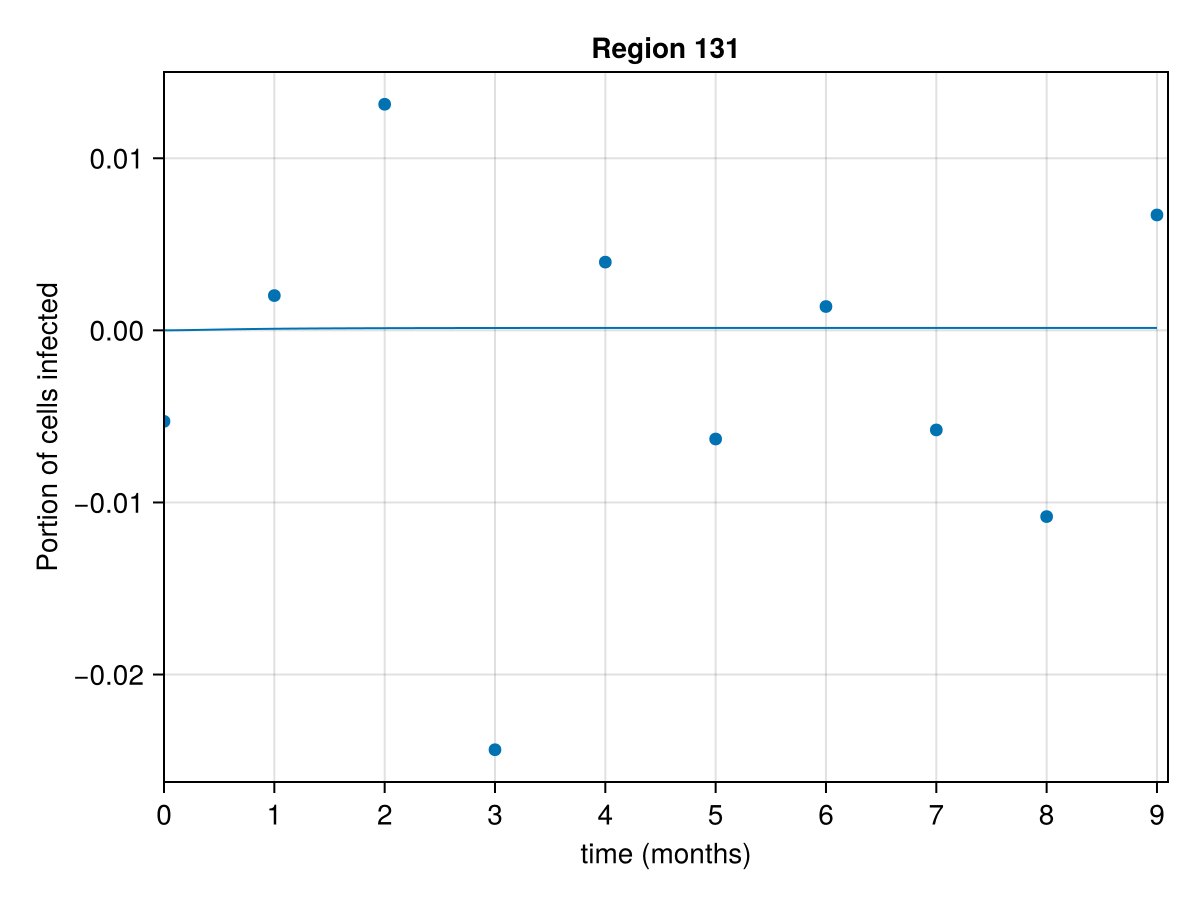 Region 131
Portion of cells infected
0.01
0.00
−0.01
−0.02
0 1 2 3 4 5 6 7 8 9
time (months)